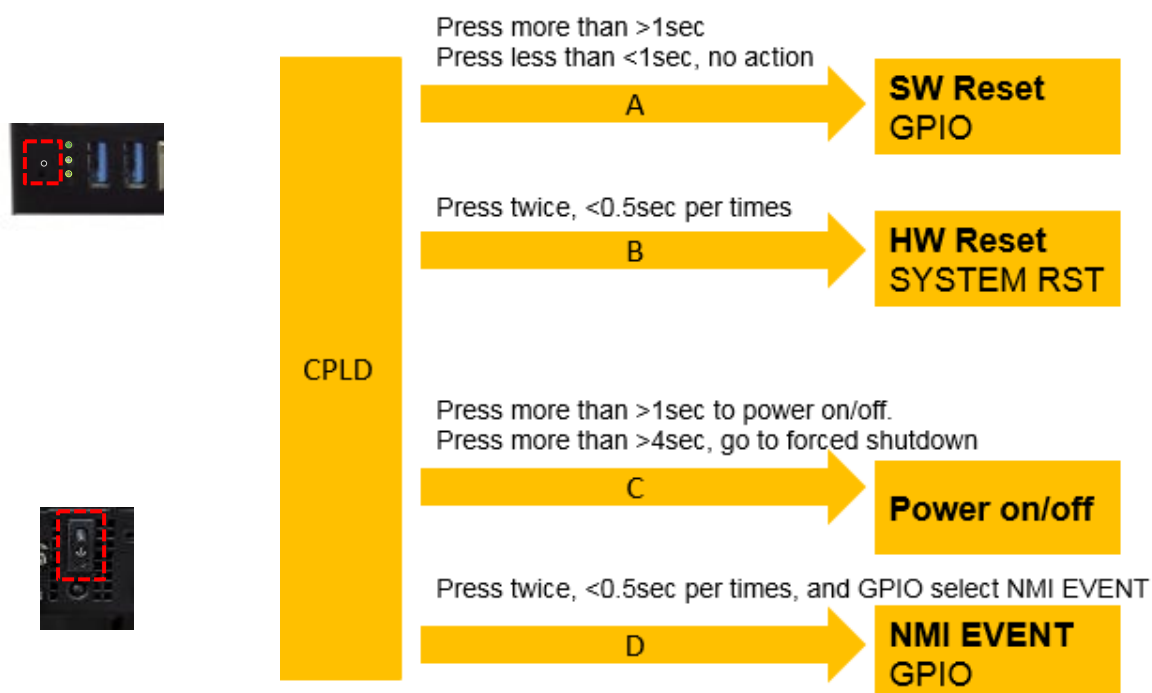 Press more than >1sec
Press less than <1sec, no action
A
SW Reset
GPIO
Press twice, <0.5sec per times
B
HW Reset
SYSTEM RST
CPLD
Press more than >1sec to power on/off.
Press more than >4sec, go to forced shutdown
C
Power on/off
Press twice, <0.5sec per times, and GPIO select NMI EVENT
D
NMI EVENT
GPIO